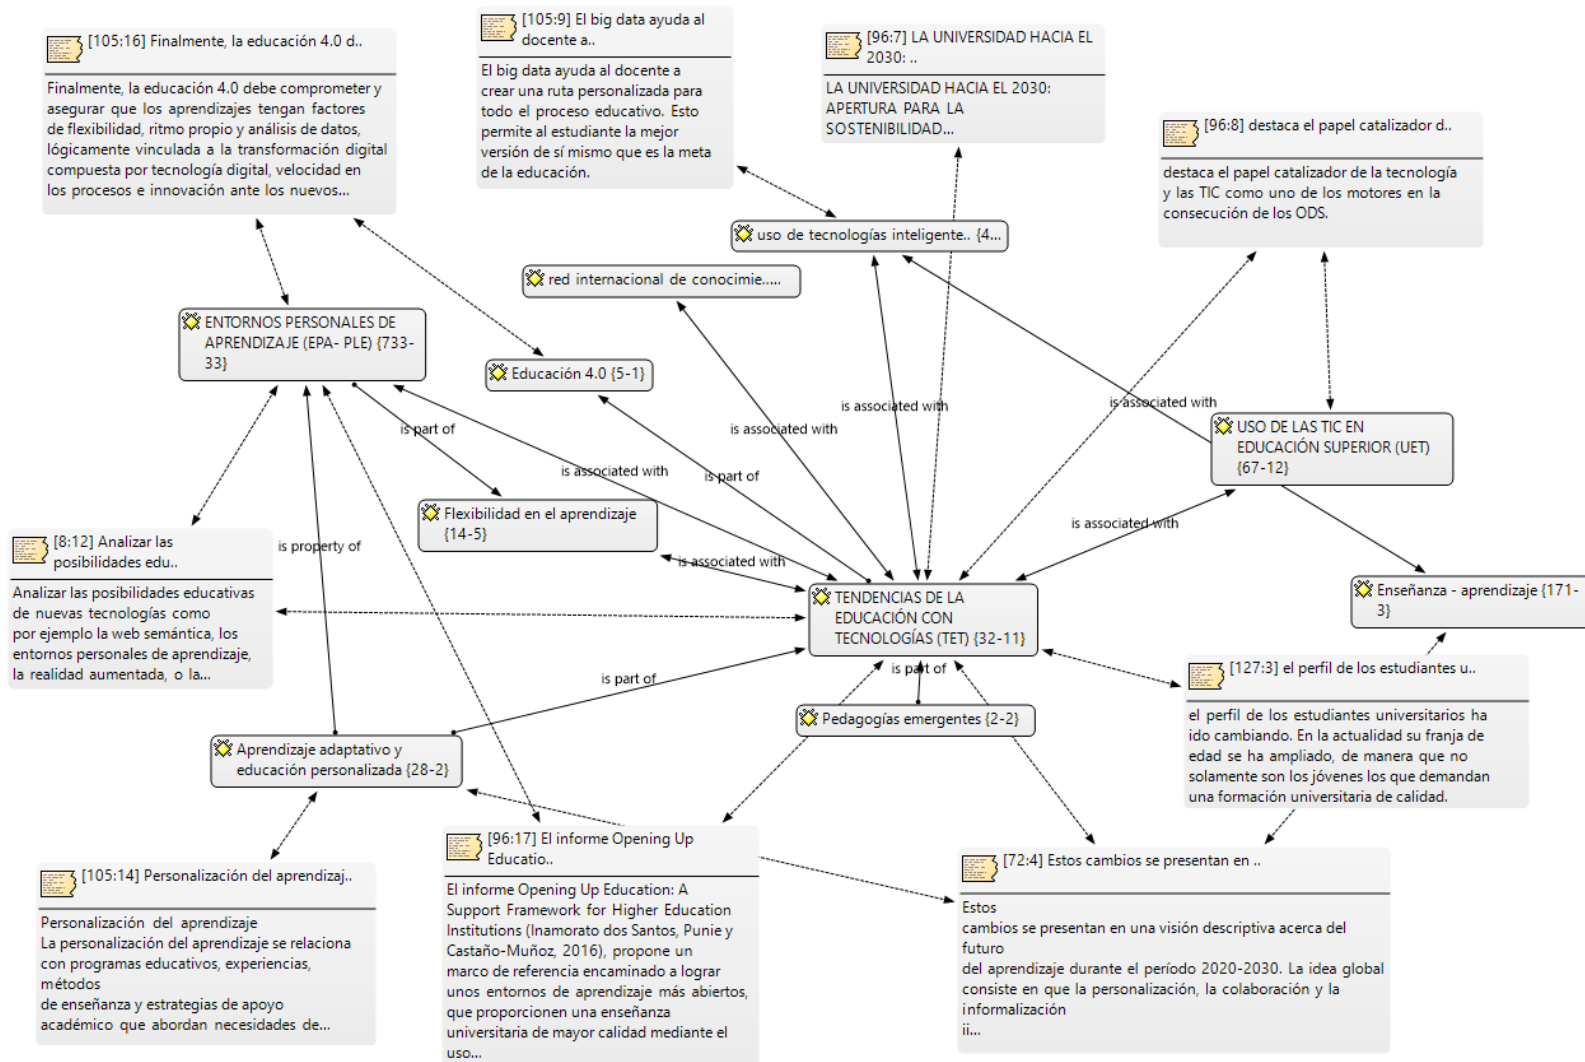 [105:16] Finalmente, la educación 4.0 d..
Finalmente, la educación 4.0 debe comprometer y
asegurar que los aprendizajes tengan factores
de flexibilidad, ritmo propio y análisis de datos,
lógicamente vinculada a la transformación digital
compuesta por tecnología digital, velocidad en
los procesos e innovación ante los nuevos...
[105:9] El big data ayuda al
docente a..
El big data ayuda al docente a
crear una ruta personalizada para
todo el proceso educativo. Esto
permite al estudiante la mejor
versión de sí mismo que es la meta
de la educación.
[96:7] LA UNIVERSIDAD HACIA EL
2030: ..
LA UNIVERSIDAD HACIA EL 2030:
APERTURA PARA LA
SOSTENIBILIDAD...
[96:8] destaca el papel catalizador d..
destaca el papel catalizador de la tecnología
y las TIC como uno de los motores en la
consecución de los ODS.
uso de tecnologías inteligente.. {4...
red internacional de conocimie.....
ENTORNOS PERSONALES DE
APRENDIZAJE (EPA- PLE) {733-
33}
Educación 4.0 {5-1}
is associated with
is associated with
is associated with
is part of
USO DE LAS TIC EN
EDUCACIÓN SUPERIOR (UET)
{67-12}
is associated with
is part of
Flexibilidad en el aprendizaje
{14-5}
is associated with
[8:12] Analizar las
posibilidades edu..
is property of
is associated with
Analizar las posibilidades educativas
de nuevas tecnologías como
por ejemplo la web semántica, los
entornos personales de aprendizaje,
la realidad aumentada, o la...
TENDENCIAS DE LA
EDUCACIÓN CON
TECNOLOGÍAS (TET) {32-11}
Enseñanza - aprendizaje {171-
3}
is part of
is part of
[127:3] el perfil de los estudiantes u..
el perfil de los estudiantes universitarios ha
ido cambiando. En la actualidad su franja de
edad se ha ampliado, de manera que no
solamente son los jóvenes los que demandan
una formación universitaria de calidad.
Pedagogías emergentes {2-2}
Aprendizaje adaptativo y
educación personalizada {28-2}
[105:14] Personalización del aprendizaj..
Personalización del aprendizaje
La personalización del aprendizaje se relaciona
con programas educativos, experiencias,
métodos
de enseñanza y estrategias de apoyo
académico que abordan necesidades de...
[96:17] El informe Opening Up
Educatio..
El informe Opening Up Education: A
Support Framework for Higher Education
Institutions (Inamorato dos Santos, Punie y
Castaño-Muñoz, 2016), propone un
marco de referencia encaminado a lograr
unos entornos de aprendizaje más abiertos,
que proporcionen una enseñanza
universitaria de mayor calidad mediante el
uso...
[72:4] Estos cambios se presentan en ..
Estos
cambios se presentan en una visión descriptiva acerca del
futuro
del aprendizaje durante el período 2020-2030. La idea global
consiste en que la personalización, la colaboración y la
informalización
ii...